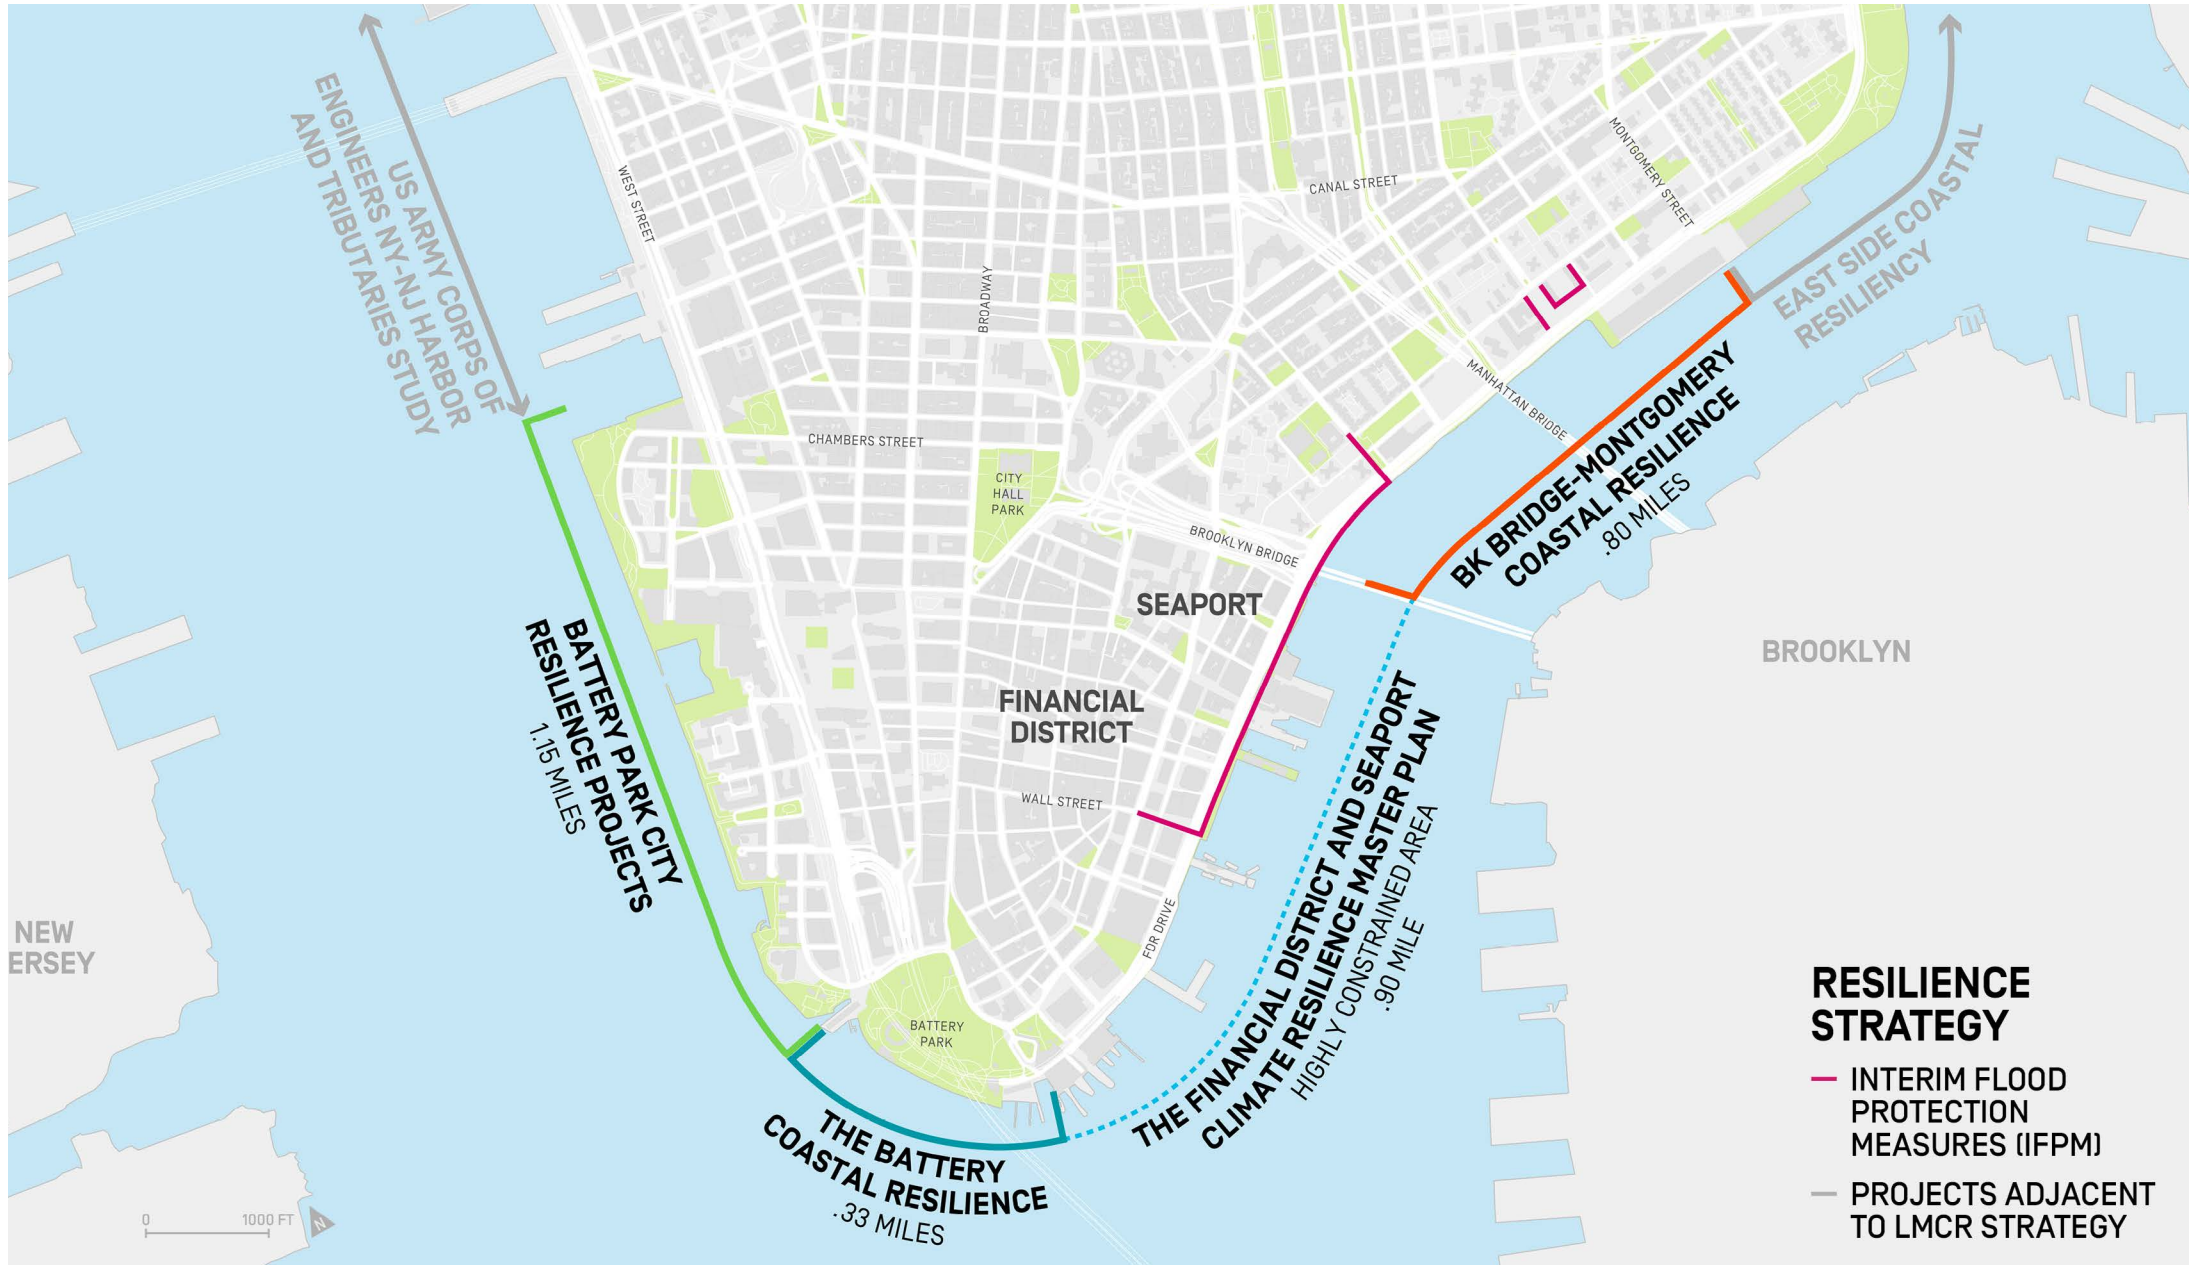 US ARMY CORPS OF
ENGINEERS NY-NJ HARBOR
AND TRIBUTARIES STUDY
WEST STREET
BROADWAY
CANAL STREET
MONTGOMERY STREET
EAST SIDE COASTAL
RESILIENCY
MANHATTAN BRIDGE
CHAMBERS STREET
CITY
HALL
PARK
BROOKLYN BRIDGE
BK BRIDGE-MONTGOMERY
COASTAL RESILIENCE
.80 MILES
SEAPORT
BROOKLYN
FINANCIAL
DISTRICT
BATTERY PARK CITY
RESILIENCE PROJECTS
1.15 MILES
WALL STREET
FDR DRIVE
THE FINANCIAL DISTRICT AND SEAPORT
CLIMATE RESILIENCE MASTER PLAN
HIGHLY CONSTRAINED AREA
.90 MILE
NEW
ERSEY
BATTERY
PARK
THE BATTERY
COASTAL RESILIENCE
.33 MILES
0 1000 FT N
RESILIENCE
STRATEGY
INTERIM FLOOD
PROTECTION
MEASURES (IFPM)
PROJECTS ADJACENT
TO LMCR STRATEGY